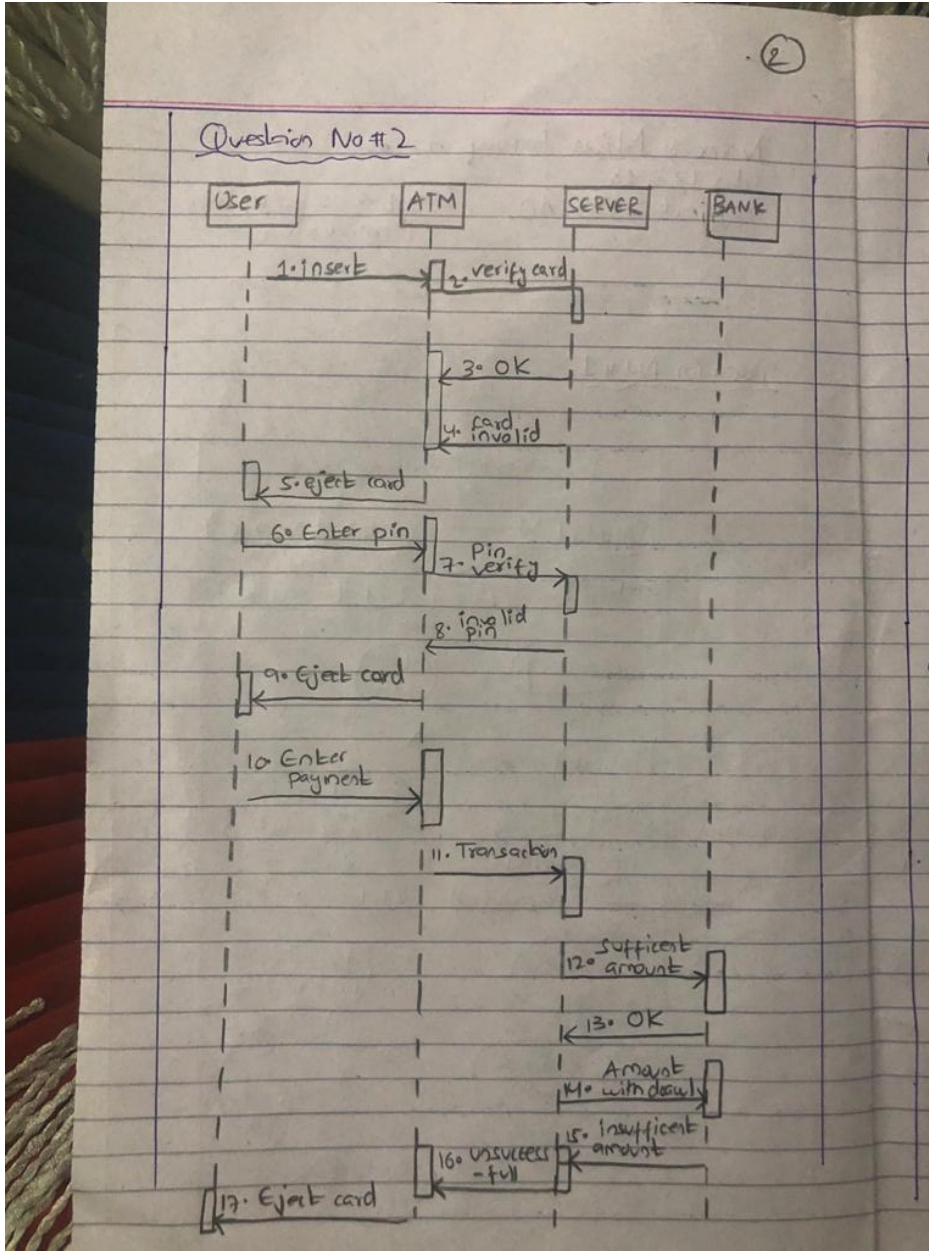 2
Question No # 2
User ATM SERVER BANK
1. insert
2. verify card
3. OK
4. card
invalid
5. eject card
6. Enter pin
7. Pin
verify
8. invalid
pin
9. Eject card
10. Enter
payment
11. Transaction
12. Sufficent
amount
13. OK
Amount
14. withdrawl
15. Insufficent
amount
16. Unsuccess
-full
17. Eject card